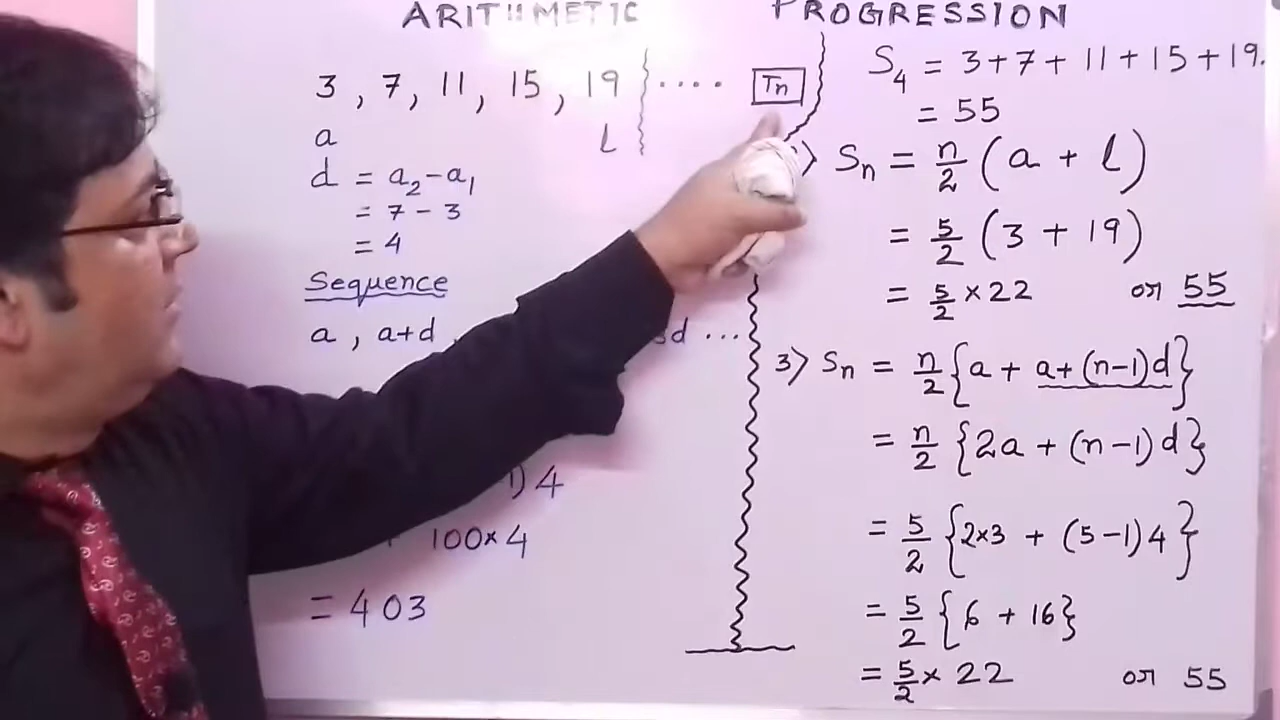 ARITHMETIC PROGRESSION
3 , 7 , 11 , 15 , 19 .... Tn
a l
d = a₂ - a₁
= 7 - 3
= 4
Sequence
a , a+d , 3d ...
1) 4
100×4
= 403
S₄ = 3+7+11+15+19.
= 55
) Sn = n/2 (a + l)
= 5/2 (3 + 19)
= 5/2 × 22 or 55
3) Sn = n/2 {a + a+(n-1)d}
= n/2 {2a + (n-1)d}
= 5/2 {2×3 + (5-1)4}
= 5/2 {6 + 16}
= 5/2 × 22 or 55